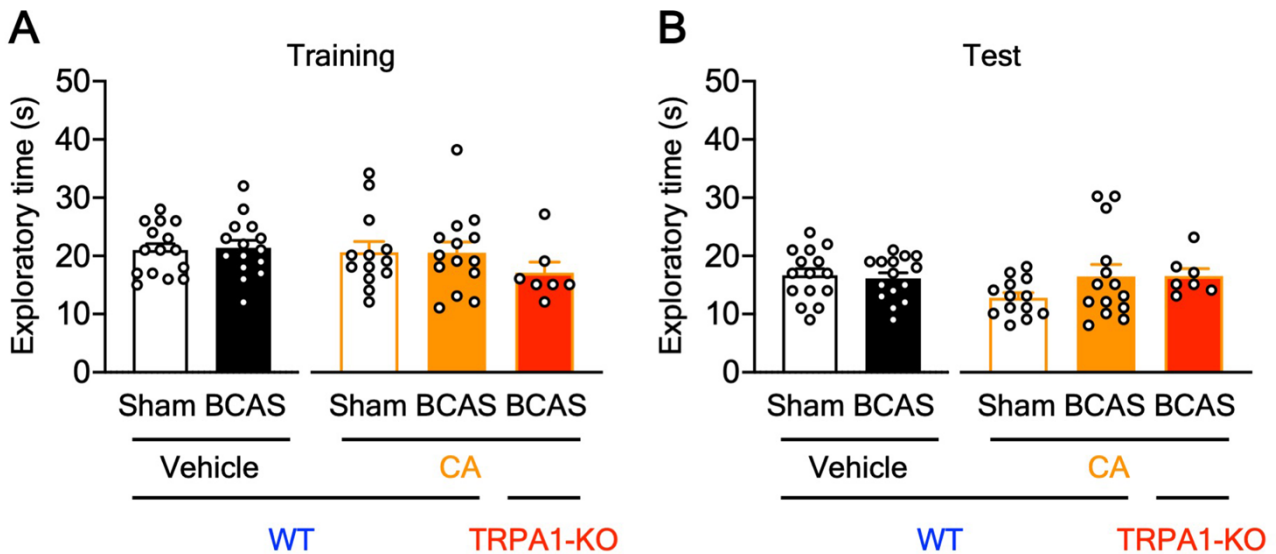 A
Training
Exploratory time (s)
50
40
30
20
10
0
Sham BCAS
Sham BCAS BCAS
Vehicle
CA
WT
TRPA1-KO
B
Test
Exploratory time (s)
50
40
30
20
10
0
Sham BCAS
Sham BCAS BCAS
Vehicle
CA
WT
TRPA1-KO